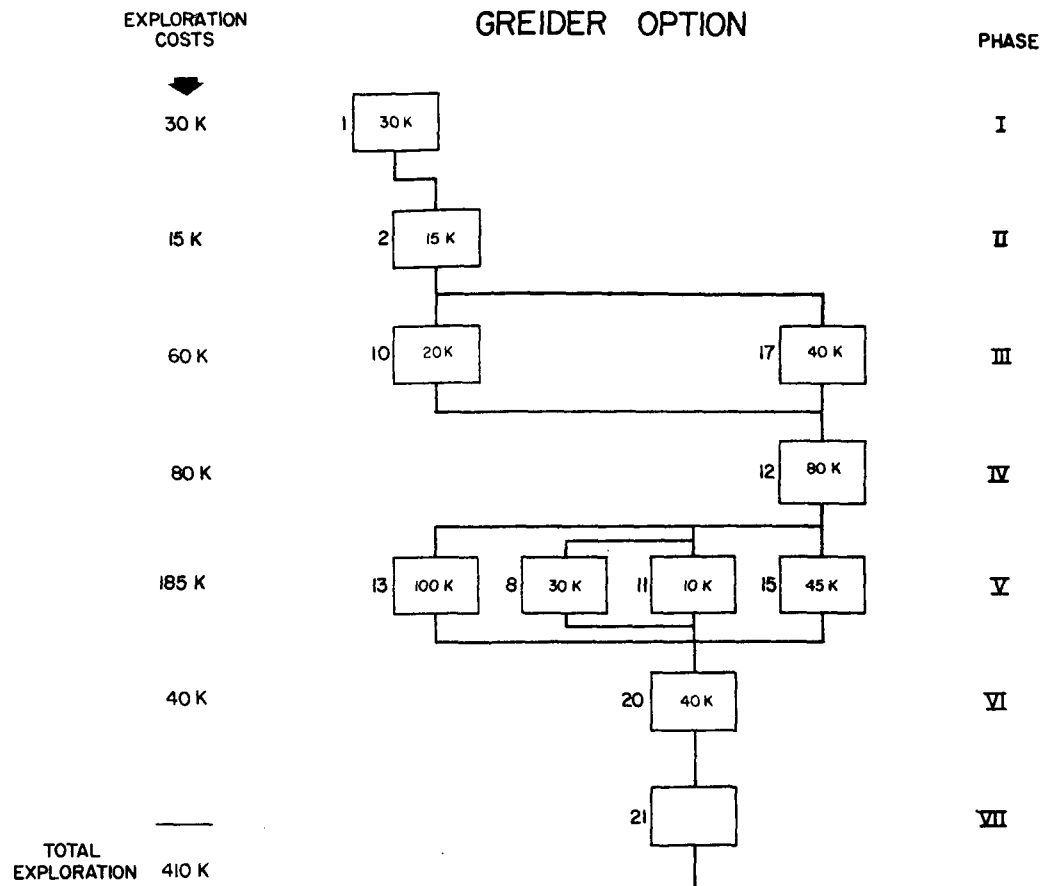 GREIDER OPTION
EXPLORATION
COSTS
PHASE
30 K
1
30 K
I
15 K
2
15 K
II
60 K
10
20 K
17
40 K
III
80 K
12
80 K
IV
185 K
13
100 K
8
30 K
11
10 K
15
45 K
V
40 K
20
40 K
VI
21
VII
TOTAL
EXPLORATION
410 K